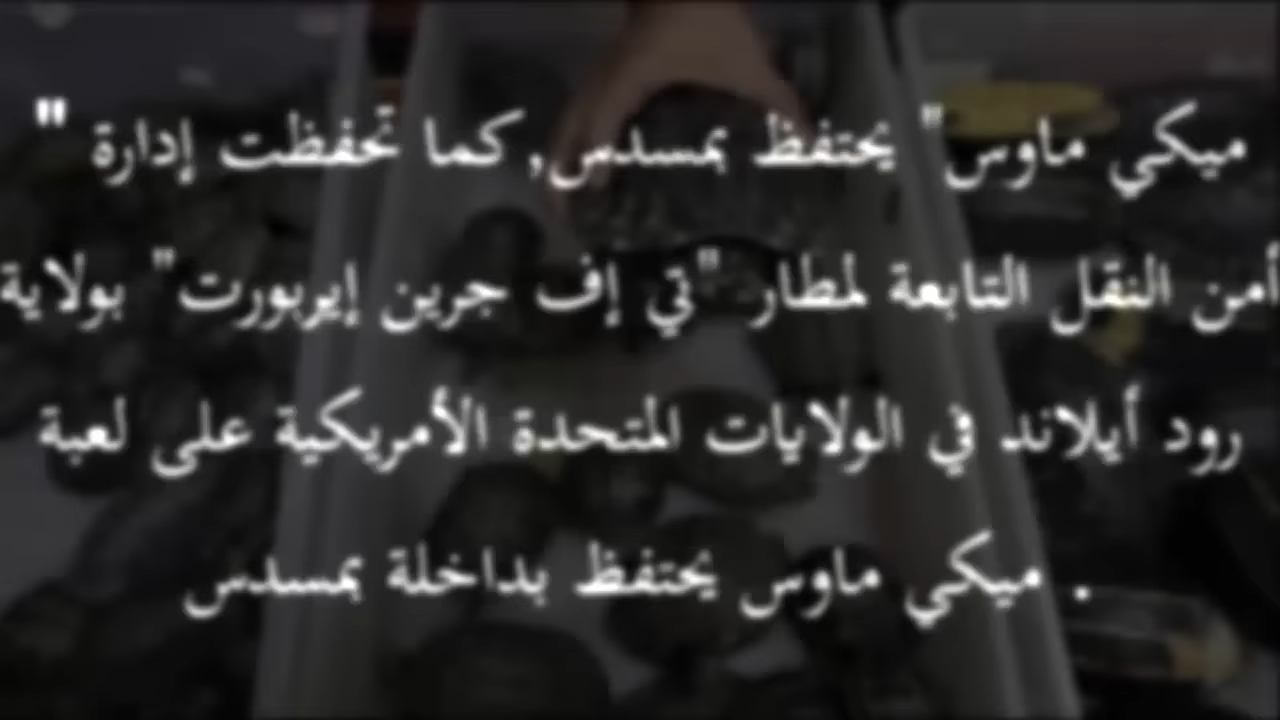 ميكي ماوس" يحتفظ بمسدس, كما تحفظت إدارة "
أمن النقل التابعة لمطار "تي إف جرين إيربورت" بولاية
رود أيلاند في الولايات المتحدة الأمريكية على لعبة
. ميكي ماوس يحتفظ بداخلة بمسدس